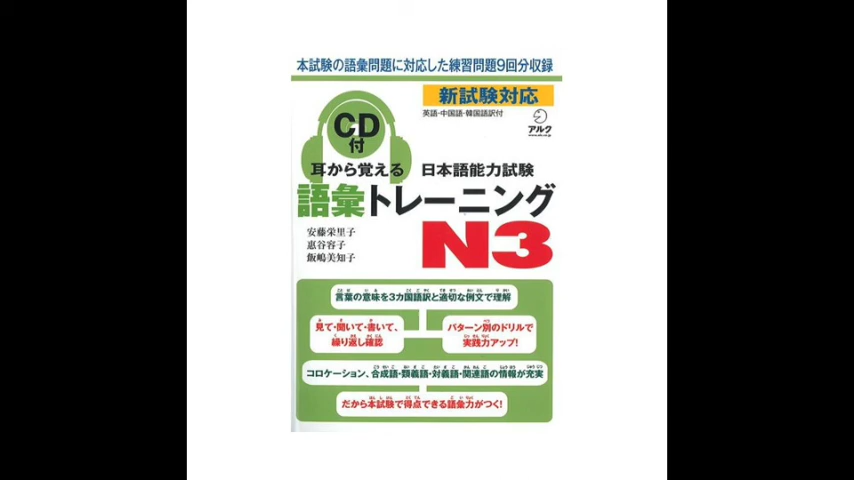 本試験の語彙問題に対応した練習問題9回分収録
新試験対応
英語・中国語・韓国語訳付
アルク
CD
付
耳から覚える 日本語能力試験
語彙トレーニング
N3
安藤栄里子
惠谷容子
飯嶋美知子
言葉の意味を3カ国語訳と適切な例文で理解
見て・聞いて・書いて、
繰り返し確認
パターン別のドリルで
実践力アップ!
コロケーション、合成語・類義語・対義語・関連語の情報が充実
だから本試験で得点できる語彙力がつく!